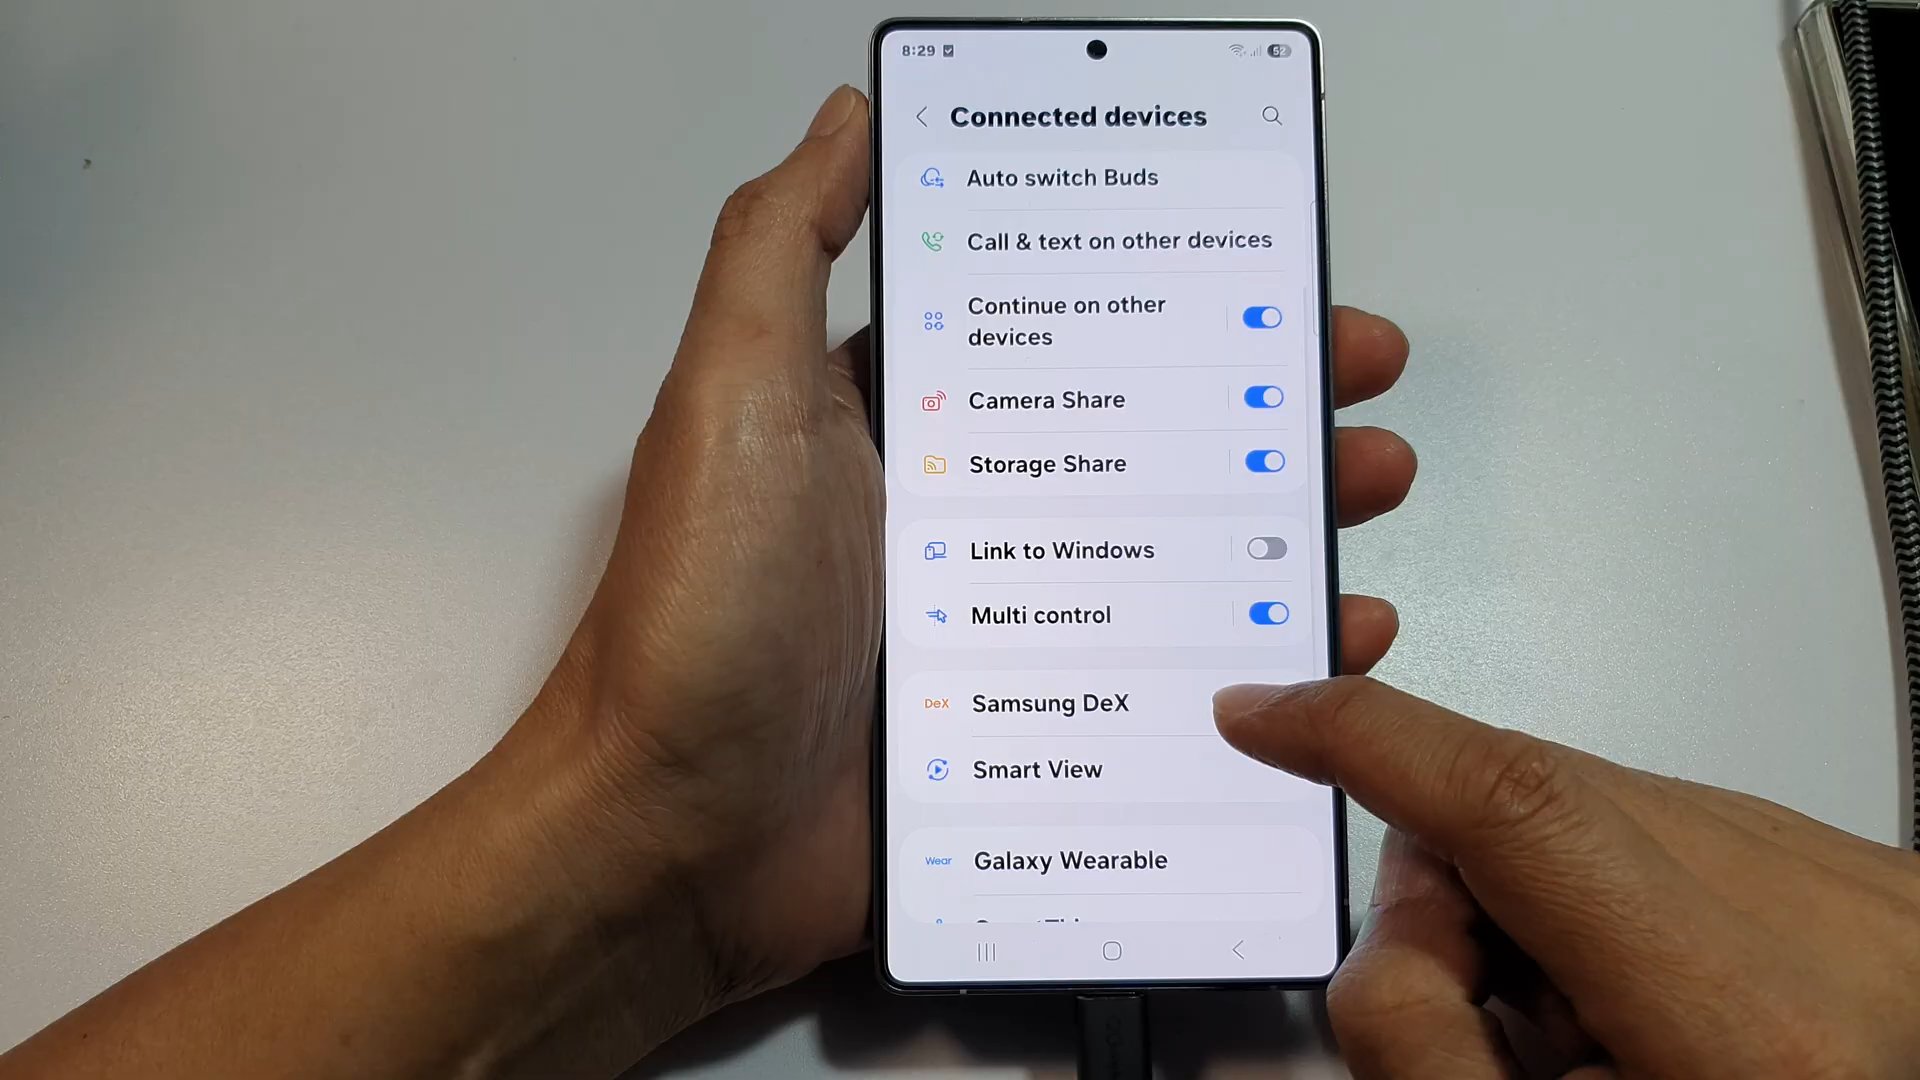 8:29
52
Connected devices
Auto switch Buds
Call & text on other devices
Continue on other
devices
Camera Share
Storage Share
Link to Windows
Multi control
DeX Samsung DeX
Smart View
Wear Galaxy Wearable